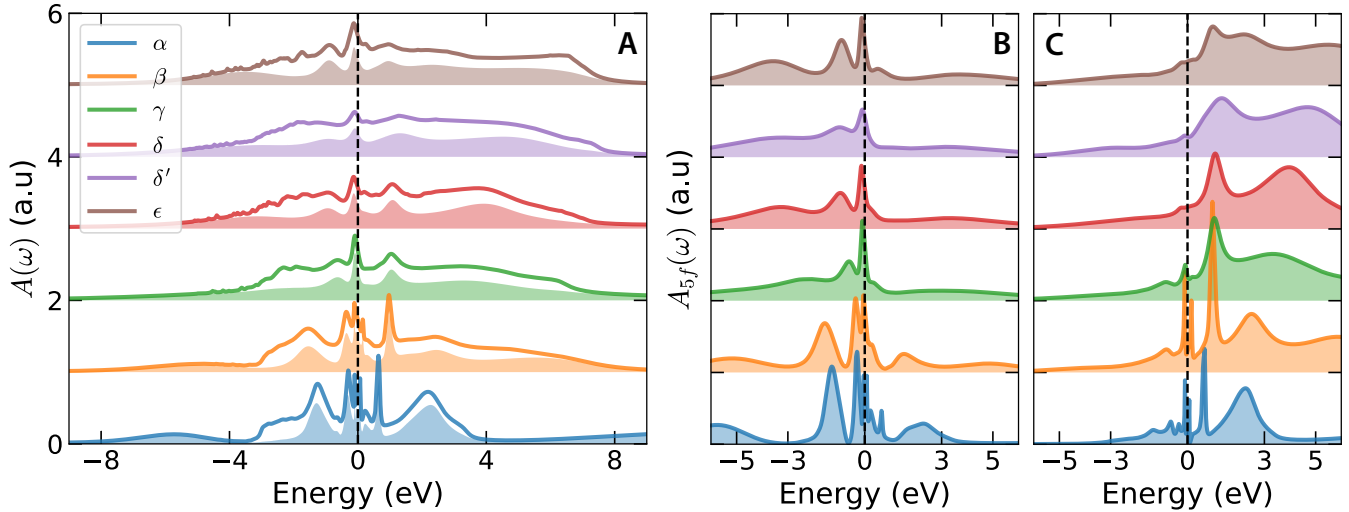 6
4
2
0
A(ω) (a.u)
α
β
γ
δ
δ′
ϵ
A
−8
−4
0
4
8
Energy (eV)
A5f(ω) (a.u)
B
−5
−3
0
3
5
Energy (eV)
C
−5
−3
0
3
5
Energy (eV)